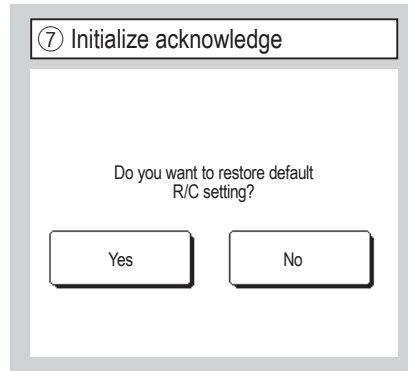 ⑦ Initialize acknowledge
Do you want to restore default
R/C setting?
Yes
No